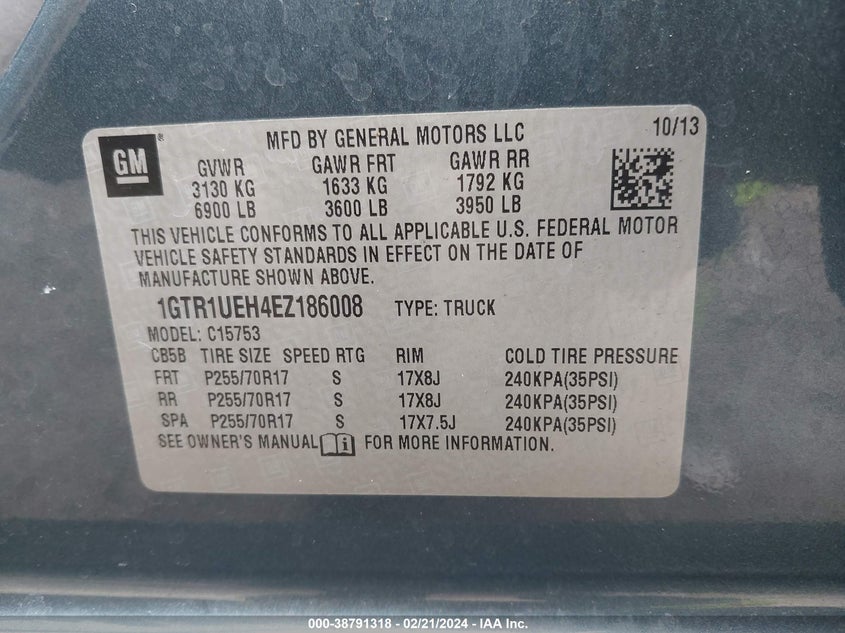 GM
®
MFD BY GENERAL MOTORS LLC 10/13
GVWR GAWR FRT GAWR RR
3130 KG 1633 KG 1792 KG
6900 LB 3600 LB 3950 LB
THIS VEHICLE CONFORMS TO ALL APPLICABLE U.S. FEDERAL MOTOR
VEHICLE SAFETY STANDARDS IN EFFECT ON THE DATE OF
MANUFACTURE SHOWN ABOVE.
1GTR1UEH4EZ186008 TYPE: TRUCK
MODEL: C15753
CB5B TIRE SIZE SPEED RTG RIM COLD TIRE PRESSURE
FRT P255/70R17 S 17X8J 240KPA(35PSI)
RR P255/70R17 S 17X8J 240KPA(35PSI)
SPA P255/70R17 S 17X7.5J 240KPA(35PSI)
SEE OWNER'S MANUAL FOR MORE INFORMATION.
000-38791318 - 02/21/2024 - IAA Inc.